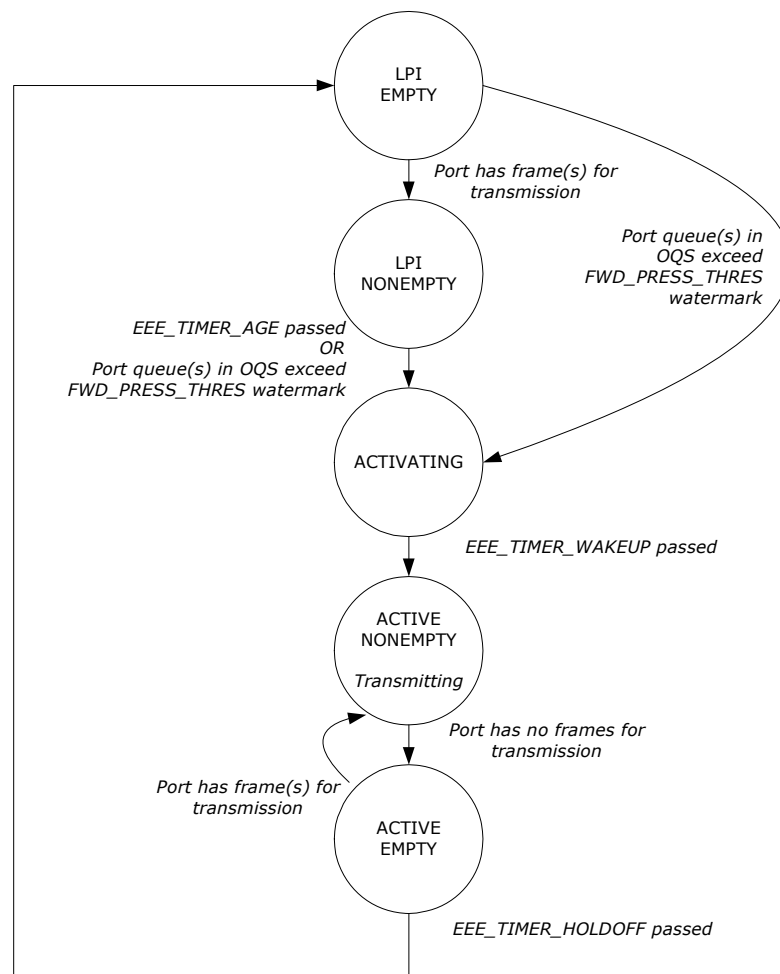 LPI
EMPTY
Port has frame(s) for
transmission
Port queue(s) in
OQS exceed
FWD_PRESS_THRES
watermark
LPI
NONEMPTY
EEE_TIMER_AGE passed
OR
Port queue(s) in OQS exceed
FWD_PRESS_THRES watermark
ACTIVATING
EEE_TIMER_WAKEUP passed
ACTIVE
NONEMPTY
Transmitting
Port has no frames for
transmission
Port has frame(s) for
transmission
ACTIVE
EMPTY
EEE_TIMER_HOLDOFF passed